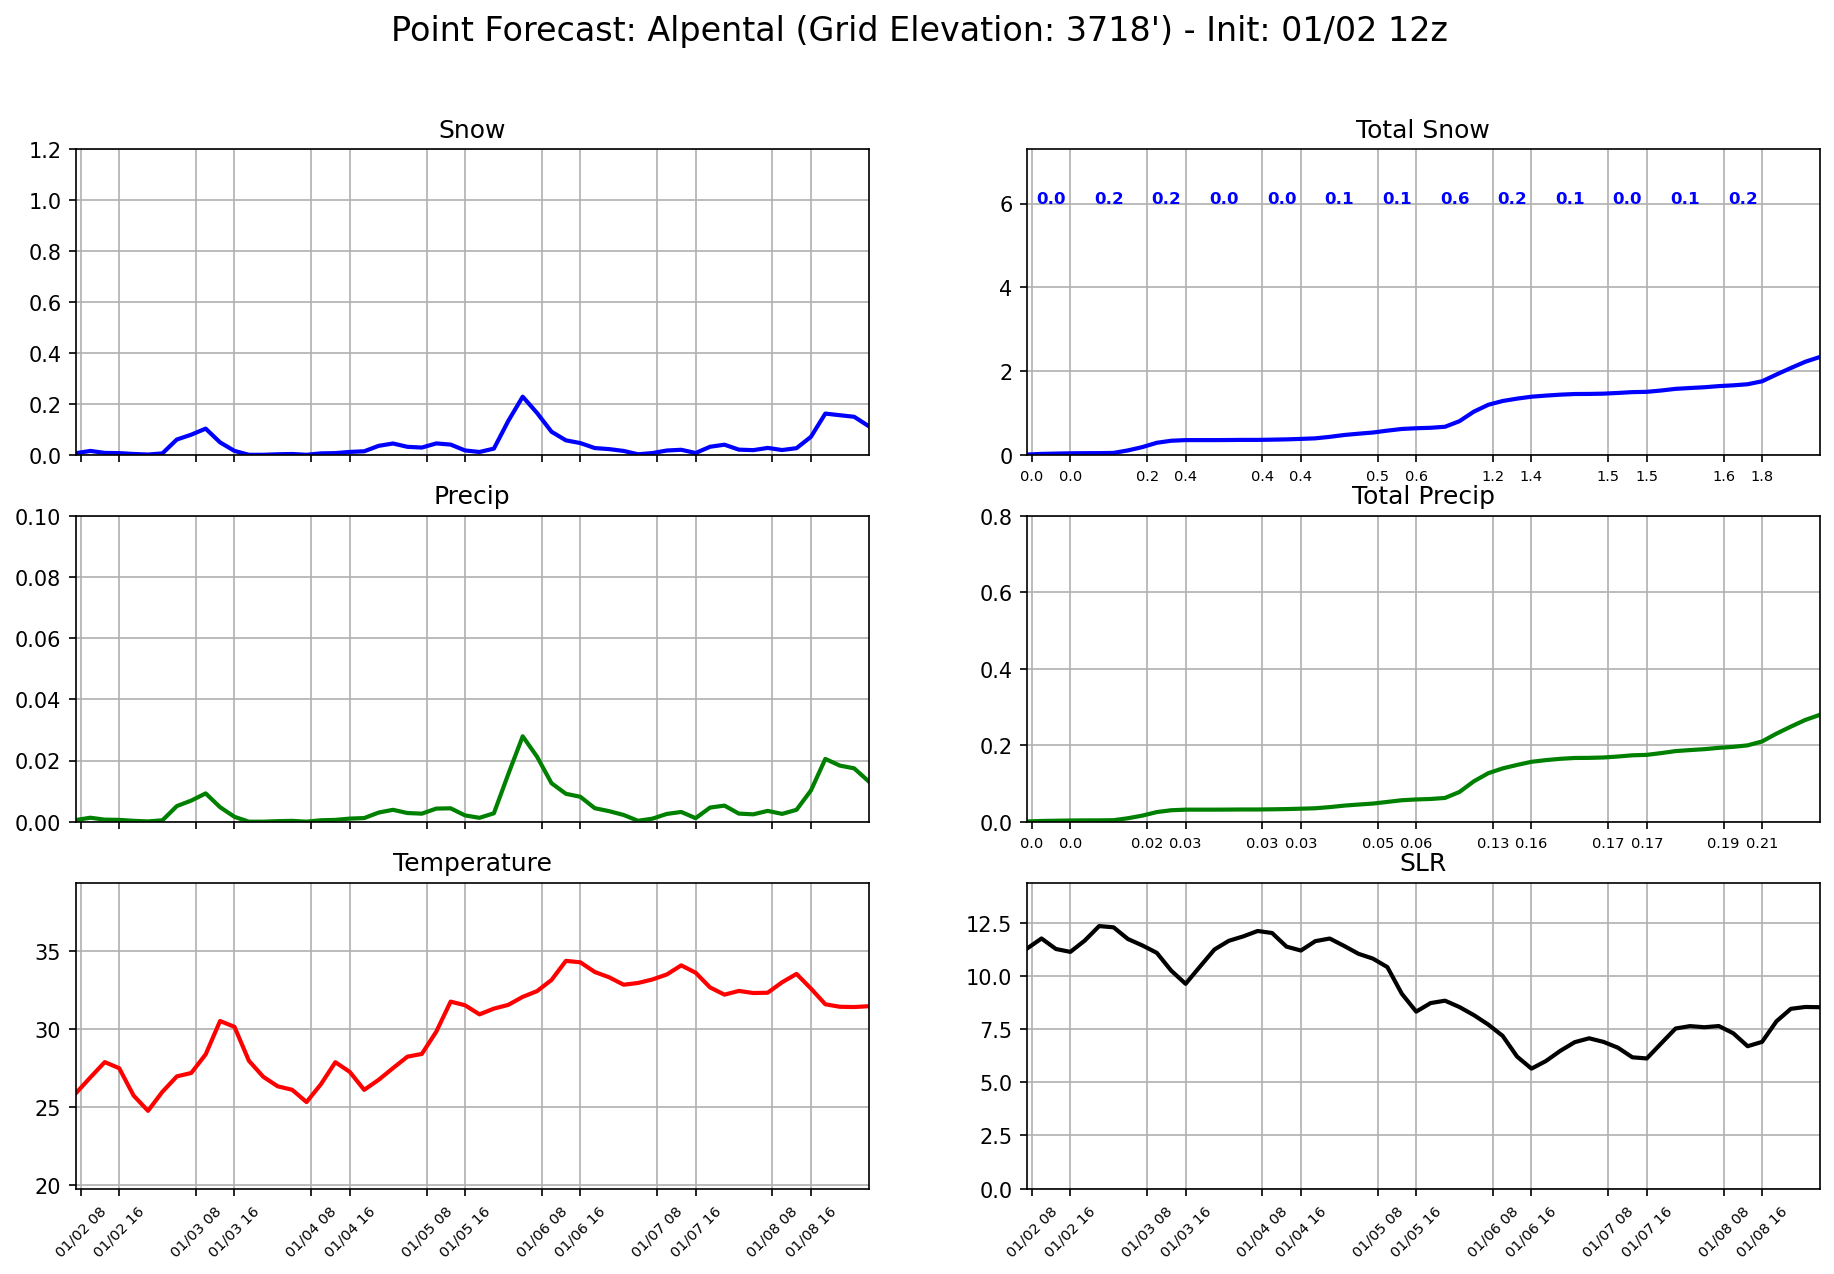 Point Forecast: Alpental (Grid Elevation: 3718') - Init: 01/02 12z
Snow
1.2
1.0
0.8
0.6
0.4
0.2
0.0
Total Snow
6
4
2
0
0.0 0.2 0.2 0.0 0.0 0.1 0.1 0.6 0.2 0.1 0.0 0.1 0.2
0.0 0.0 0.2 0.4 0.4 0.4 0.5 0.6 1.2 1.4 1.5 1.5 1.6 1.8
Precip
0.10
0.08
0.06
0.04
0.02
0.00
Total Precip
0.8
0.6
0.4
0.2
0.0
0.0 0.0 0.02 0.03 0.03 0.03 0.05 0.06 0.13 0.16 0.17 0.17 0.19 0.21
Temperature
35
30
25
20
01/02 08 01/02 16 01/03 08 01/03 16 01/04 08 01/04 16 01/05 08 01/05 16 01/06 08 01/06 16 01/07 08 01/07 16 01/08 08 01/08 16
SLR
12.5
10.0
7.5
5.0
2.5
0.0
01/02 08 01/02 16 01/03 08 01/03 16 01/04 08 01/04 16 01/05 08 01/05 16 01/06 08 01/06 16 01/07 08 01/07 16 01/08 08 01/08 16